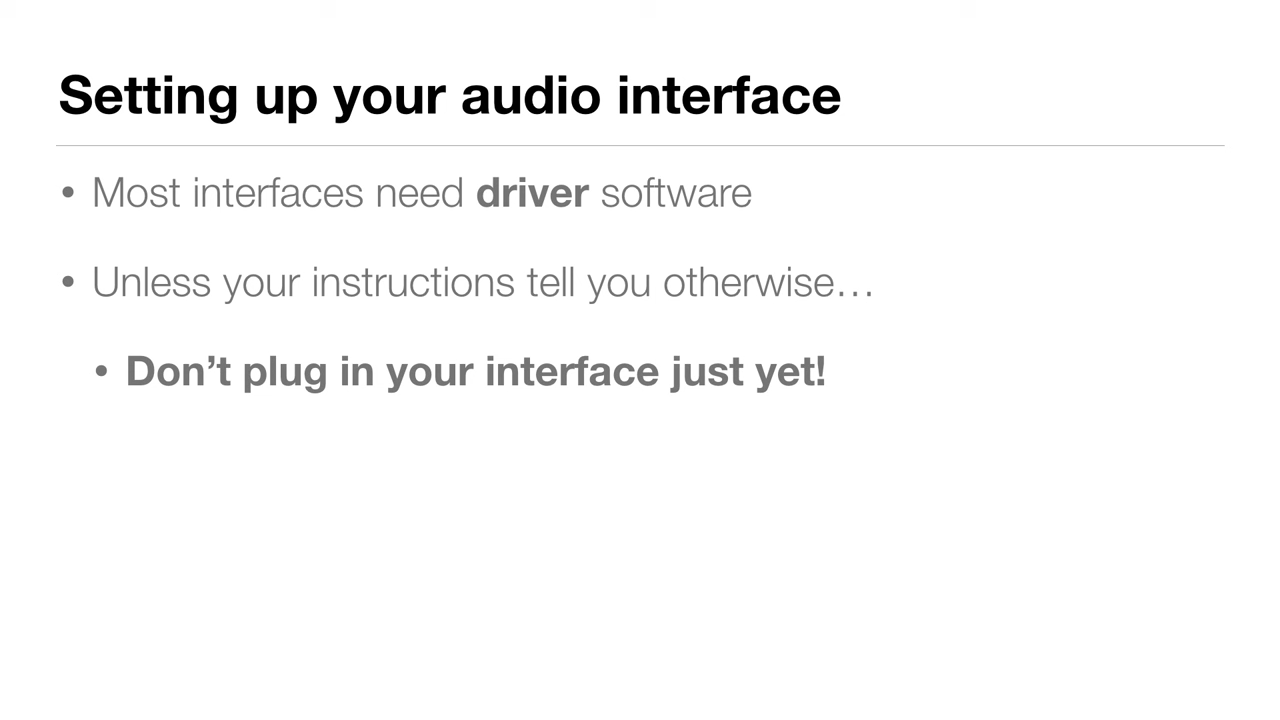 Setting up your audio interface
• Most interfaces need driver software
• Unless your instructions tell you otherwise…
• Don’t plug in your interface just yet!